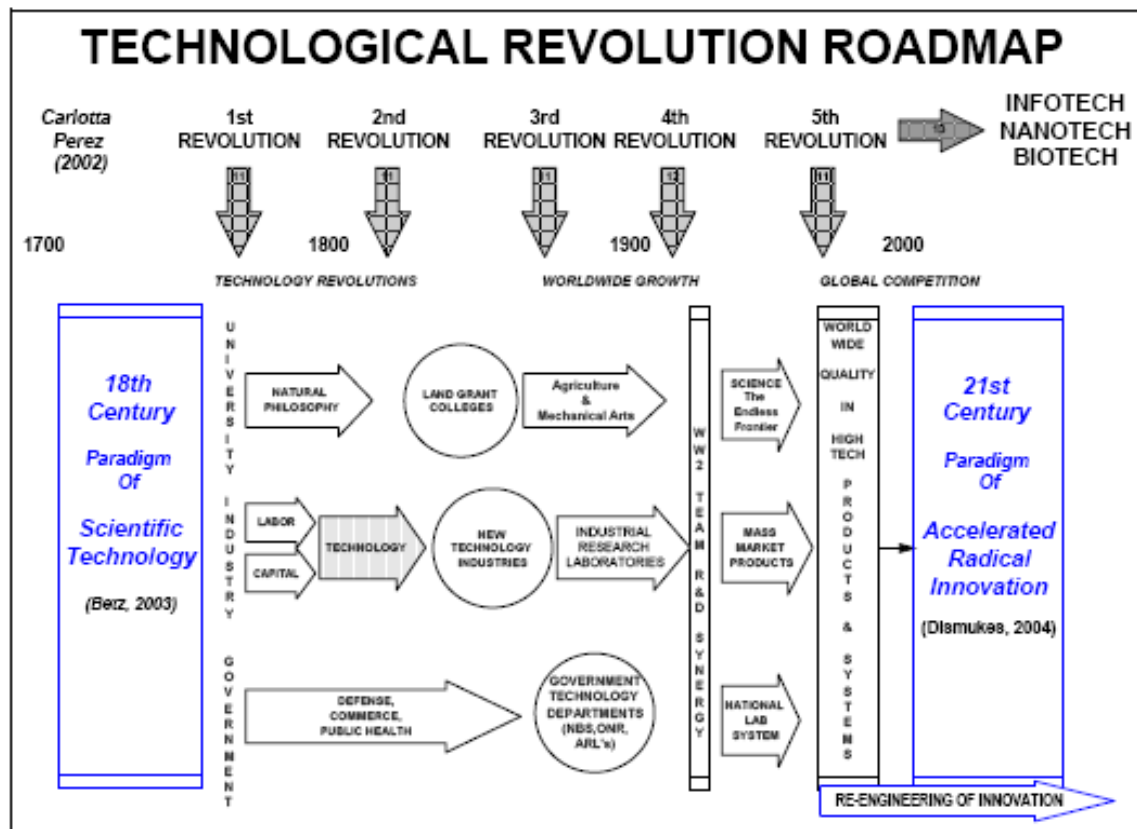 TECHNOLOGICAL REVOLUTION ROADMAP
Carlotta
Perez
(2002)
1st
REVOLUTION
2nd
REVOLUTION
3rd
REVOLUTION
4th
REVOLUTION
5th
REVOLUTION
INFOTECH
NANOTECH
BIOTECH
11
11
11
12
11
1700
1800
1900
2000
TECHNOLOGY REVOLUTIONS
WORLDWIDE GROWTH
GLOBAL COMPETITION
18th
Century
Paradigm
Of
Scientific
Technology
(Betz, 2003)
UNIVERSITY
NATURAL
PHILOSOPHY
LAND GRANT
COLLEGES
Agriculture
&
Mechanical Arts
SCIENCE
The
Endless
Frontier
INDUSTRY
LABOR
CAPITAL
TECHNOLOGY
NEW
TECHNOLOGY
INDUSTRIES
INDUSTRIAL
RESEARCH
LABORATORIES
MASS
MARKET
PRODUCTS
GOVERNMENT
DEFENSE,
COMMERCE,
PUBLIC HEALTH
GOVERNMENT
TECHNOLOGY
DEPARTMENTS
(NBS,ONR,
ARL's)
NATIONAL
LAB
SYSTEM
WW2 TEAM R&D SYNERGY
WORLD
WIDE
QUALITY
IN
HIGH
TECH
PRODUCTS
&
SYSTEMS
21st
Century
Paradigm
Of
Accelerated
Radical
Innovation
(Dismukes, 2004)
RE-ENGINEERING OF INNOVATION